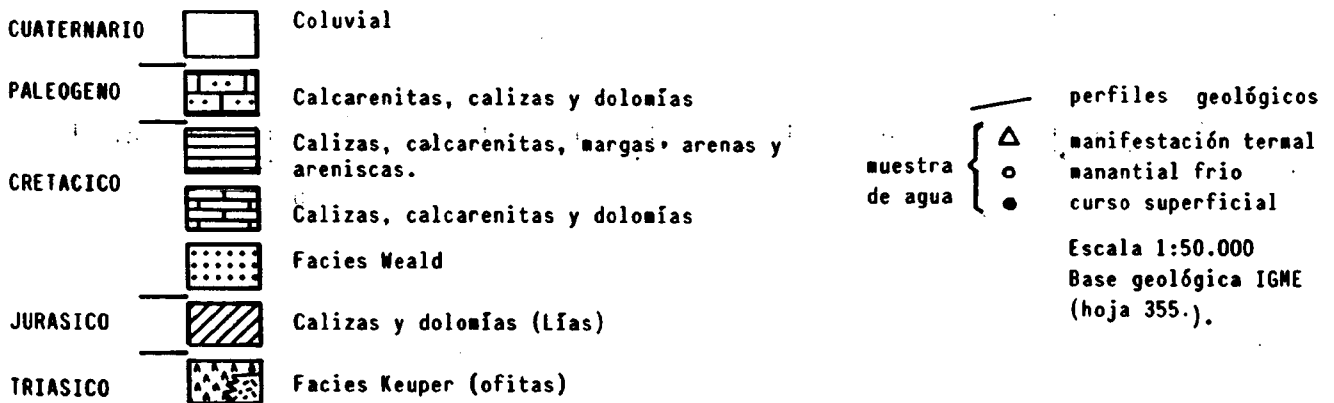 CUATERNARIO Coluvial
PALEOGENO Calcarenitas, calizas y dolomías
CRETACICO
Calizas, calcarenitas, margas, arenas y
areniscas.
Calizas, calcarenitas y dolomías
Facies Weald
JURASICO Calizas y dolomías (Lías)
TRIASICO Facies Keuper (ofitas)
perfiles geológicos
muestra
de agua
manifestación termal
manantial frio
curso superficial
Escala 1:50.000
Base geológica IGME
(hoja 355.).